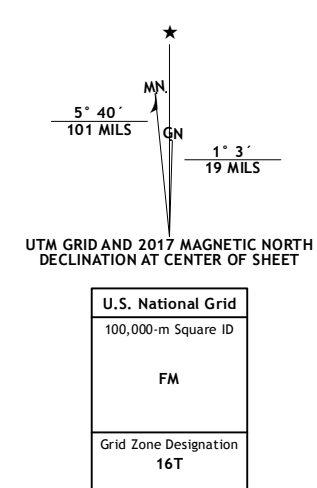 ★
MN.
5° 40´
101 MILS
GN
1° 3´
19 MILS
UTM GRID AND 2017 MAGNETIC NORTH
DECLINATION AT CENTER OF SHEET
U.S. National Grid
100,000-m Square ID
FM
Grid Zone Designation
16T